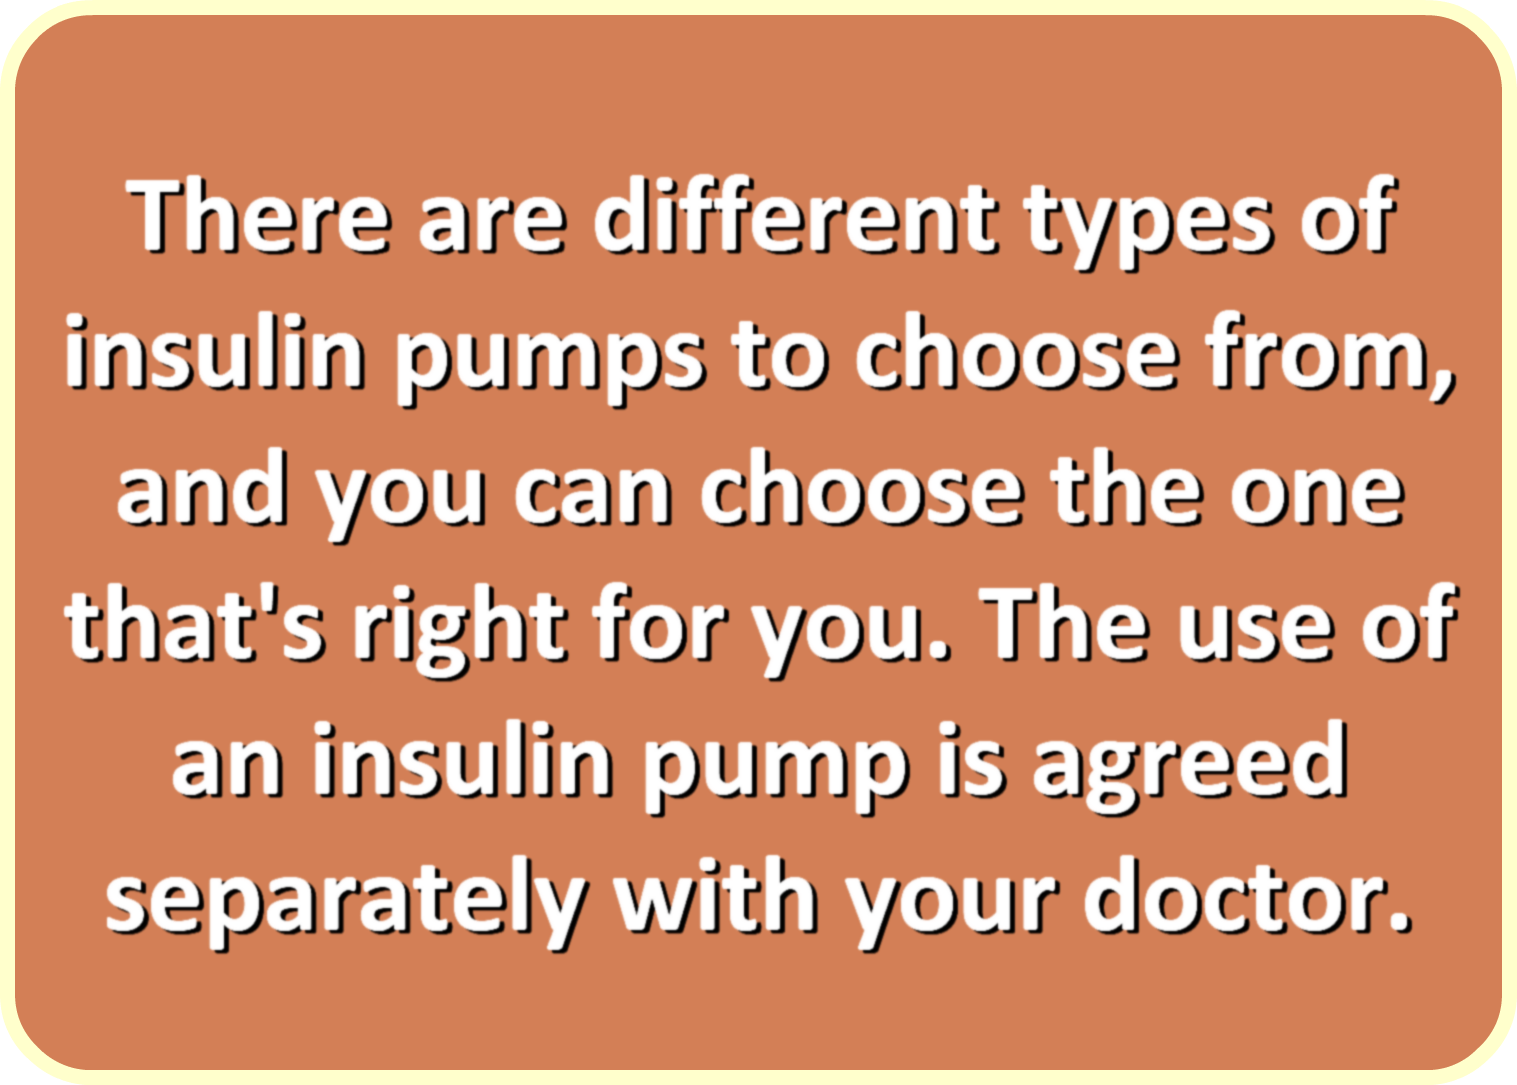 There are different types of
insulin pumps to choose from,
and you can choose the one
that's right for you. The use of
an insulin pump is agreed
separately with your doctor.